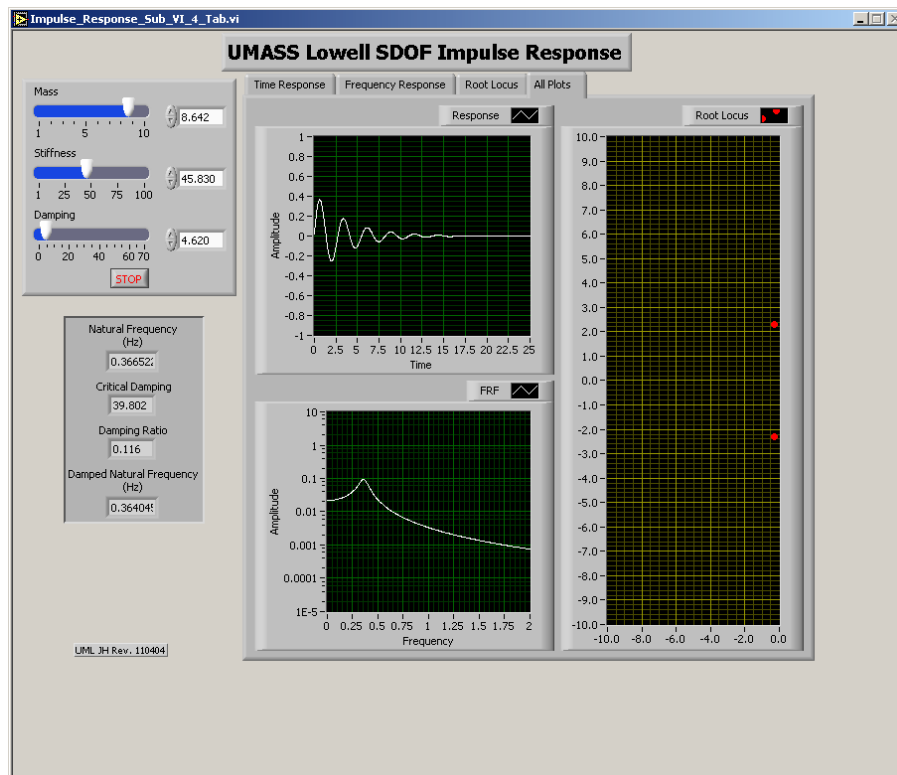 Impulse_Response_Sub_VI_4_Tab.vi
UMASS Lowell SDOF Impulse Response
Mass
1 5 10
8.642
Stiffness
1 25 50 75 100
45.830
Damping
0 20 40 60 70
4.620
STOP
Natural Frequency
(Hz)
0.366522
Critical Damping
39.802
Damping Ratio
0.116
Damped Natural Frequency
(Hz)
0.364045
UML JH Rev. 110404
Time Response
Frequency Response
Root Locus
All Plots
Response
Amplitude
1
0.8
0.6
0.4
0.2
0
-0.2
-0.4
-0.6
-0.8
-1
0 2.5 5 7.5 10 12.5 15 17.5 20 22.5 25
Time
FRF
Amplitude
10
1
0.1
0.01
0.001
0.0001
1E-5
0 0.25 0.5 0.75 1 1.25 1.5 1.75 2
Frequency
Root Locus
10.0
9.0
8.0
7.0
6.0
5.0
4.0
3.0
2.0
1.0
0.0
-1.0
-2.0
-3.0
-4.0
-5.0
-6.0
-7.0
-8.0
-9.0
-10.0
-10.0 -8.0 -6.0 -4.0 -2.0 0.0